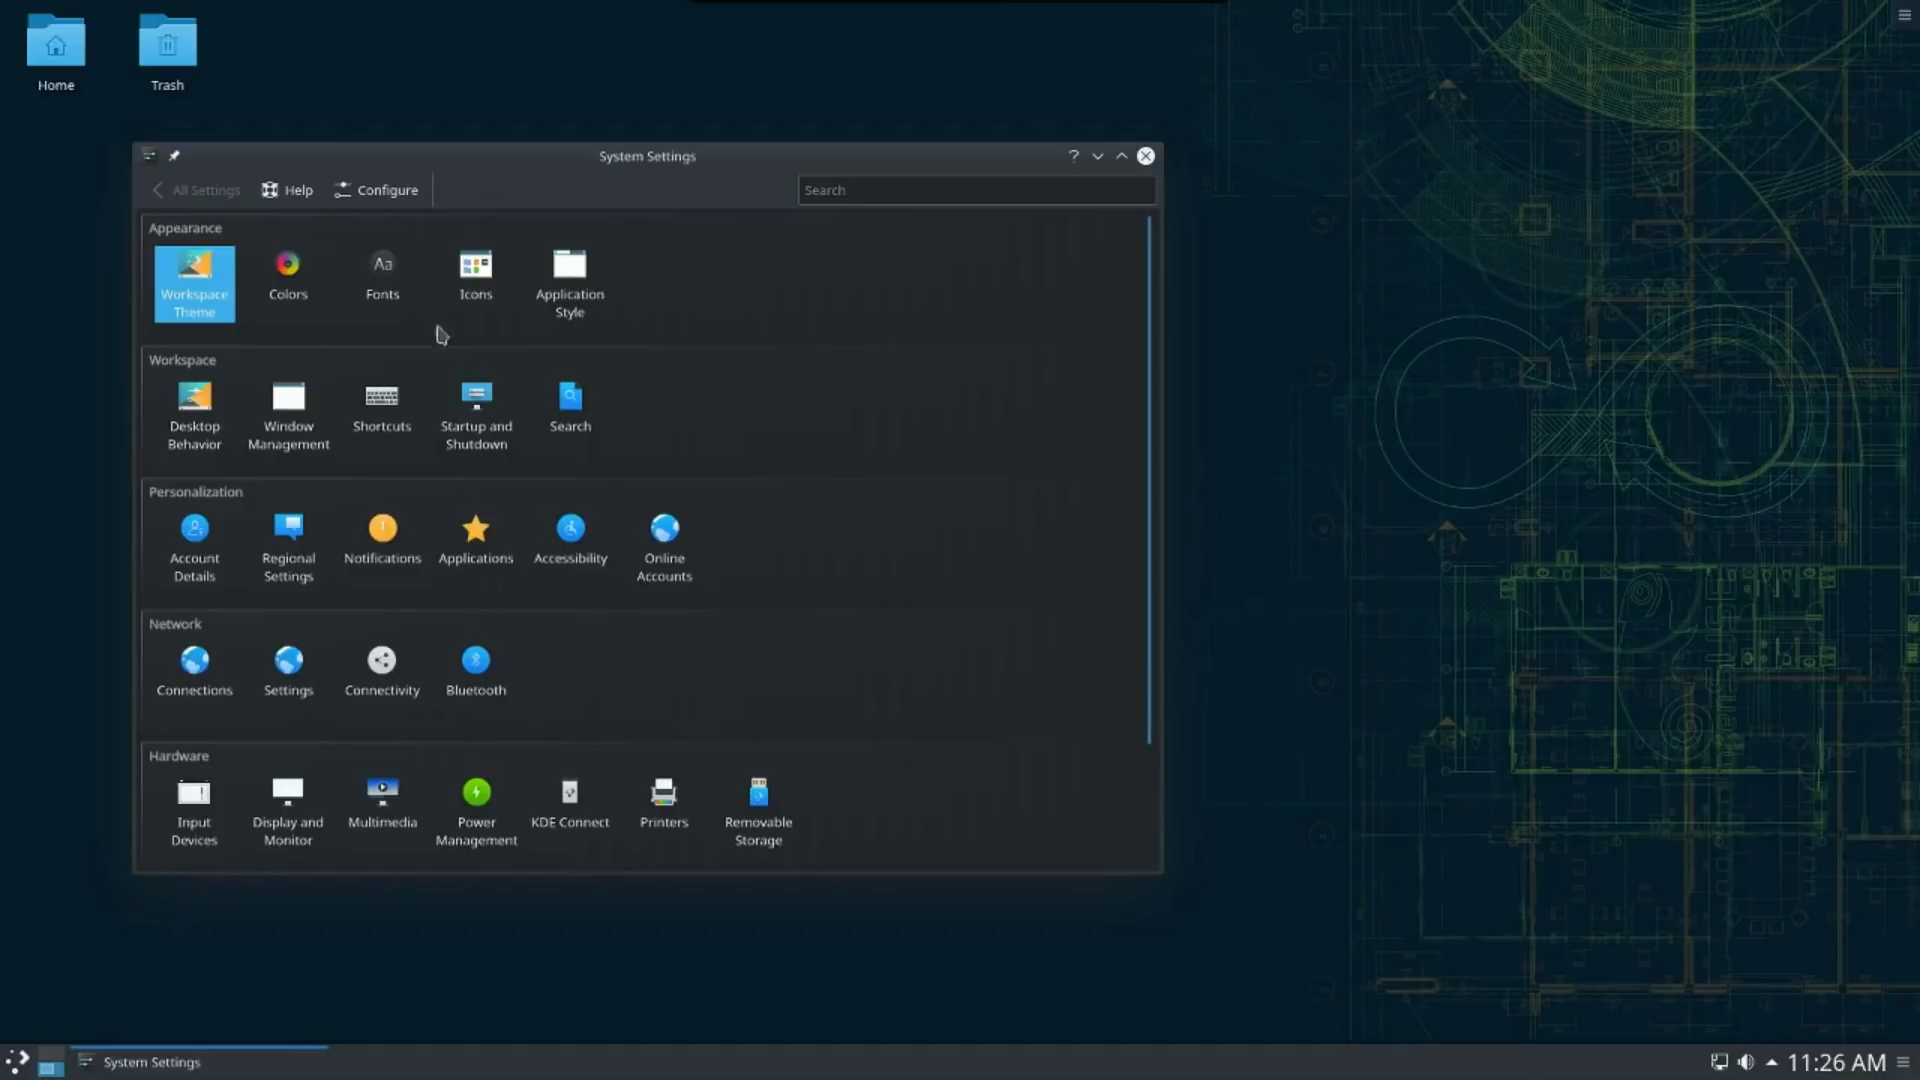 Home
Trash
System Settings
All Settings
Help
Configure
Search
Appearance
Workspace
Theme
Colors
Fonts
Icons
Application
Style
Workspace
Desktop
Behavior
Window
Management
Shortcuts
Startup and
Shutdown
Search
Personalization
Account
Details
Regional
Settings
Notifications
Applications
Accessibility
Online
Accounts
Network
Connections
Settings
Connectivity
Bluetooth
Hardware
Input
Devices
Display and
Monitor
Multimedia
Power
Management
KDE Connect
Printers
Removable
Storage
System Settings
11:26 AM